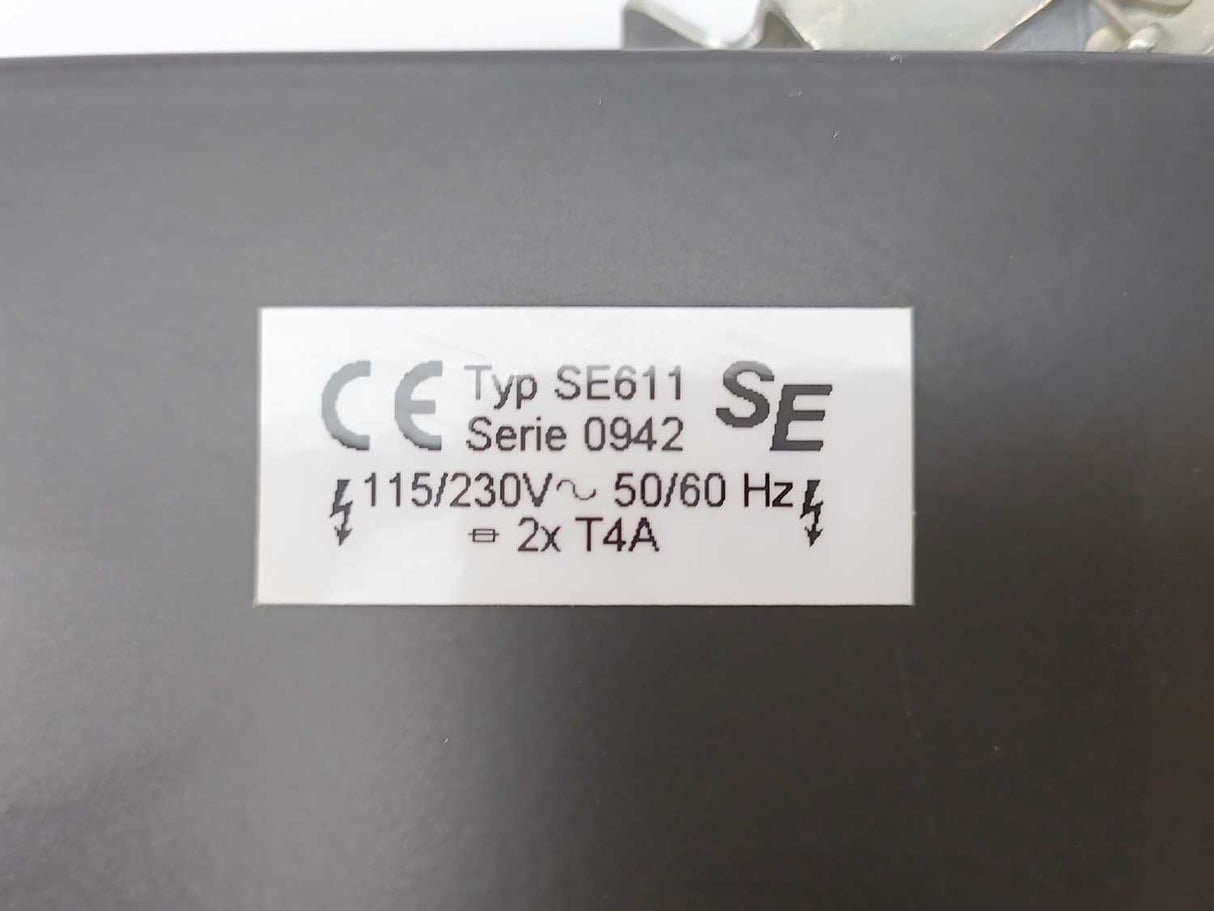 CE Typ SE611 SE
Serie 0942
115/230V~ 50/60 Hz
2x T4A